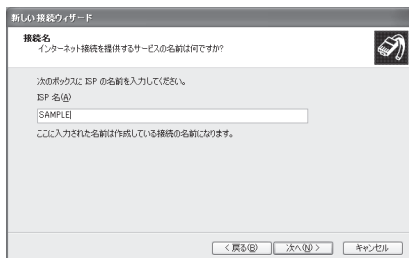 新しい接続ウィザード
接続名
インターネット接続を提供するサービスの名前は何ですか?
次のボックスに ISP の名前を入力してください。
ISP 名(A)
SAMPLE
ここに入力された名前は作成している接続の名前になります。
< 戻る(B)
次へ(N) >
キャンセル